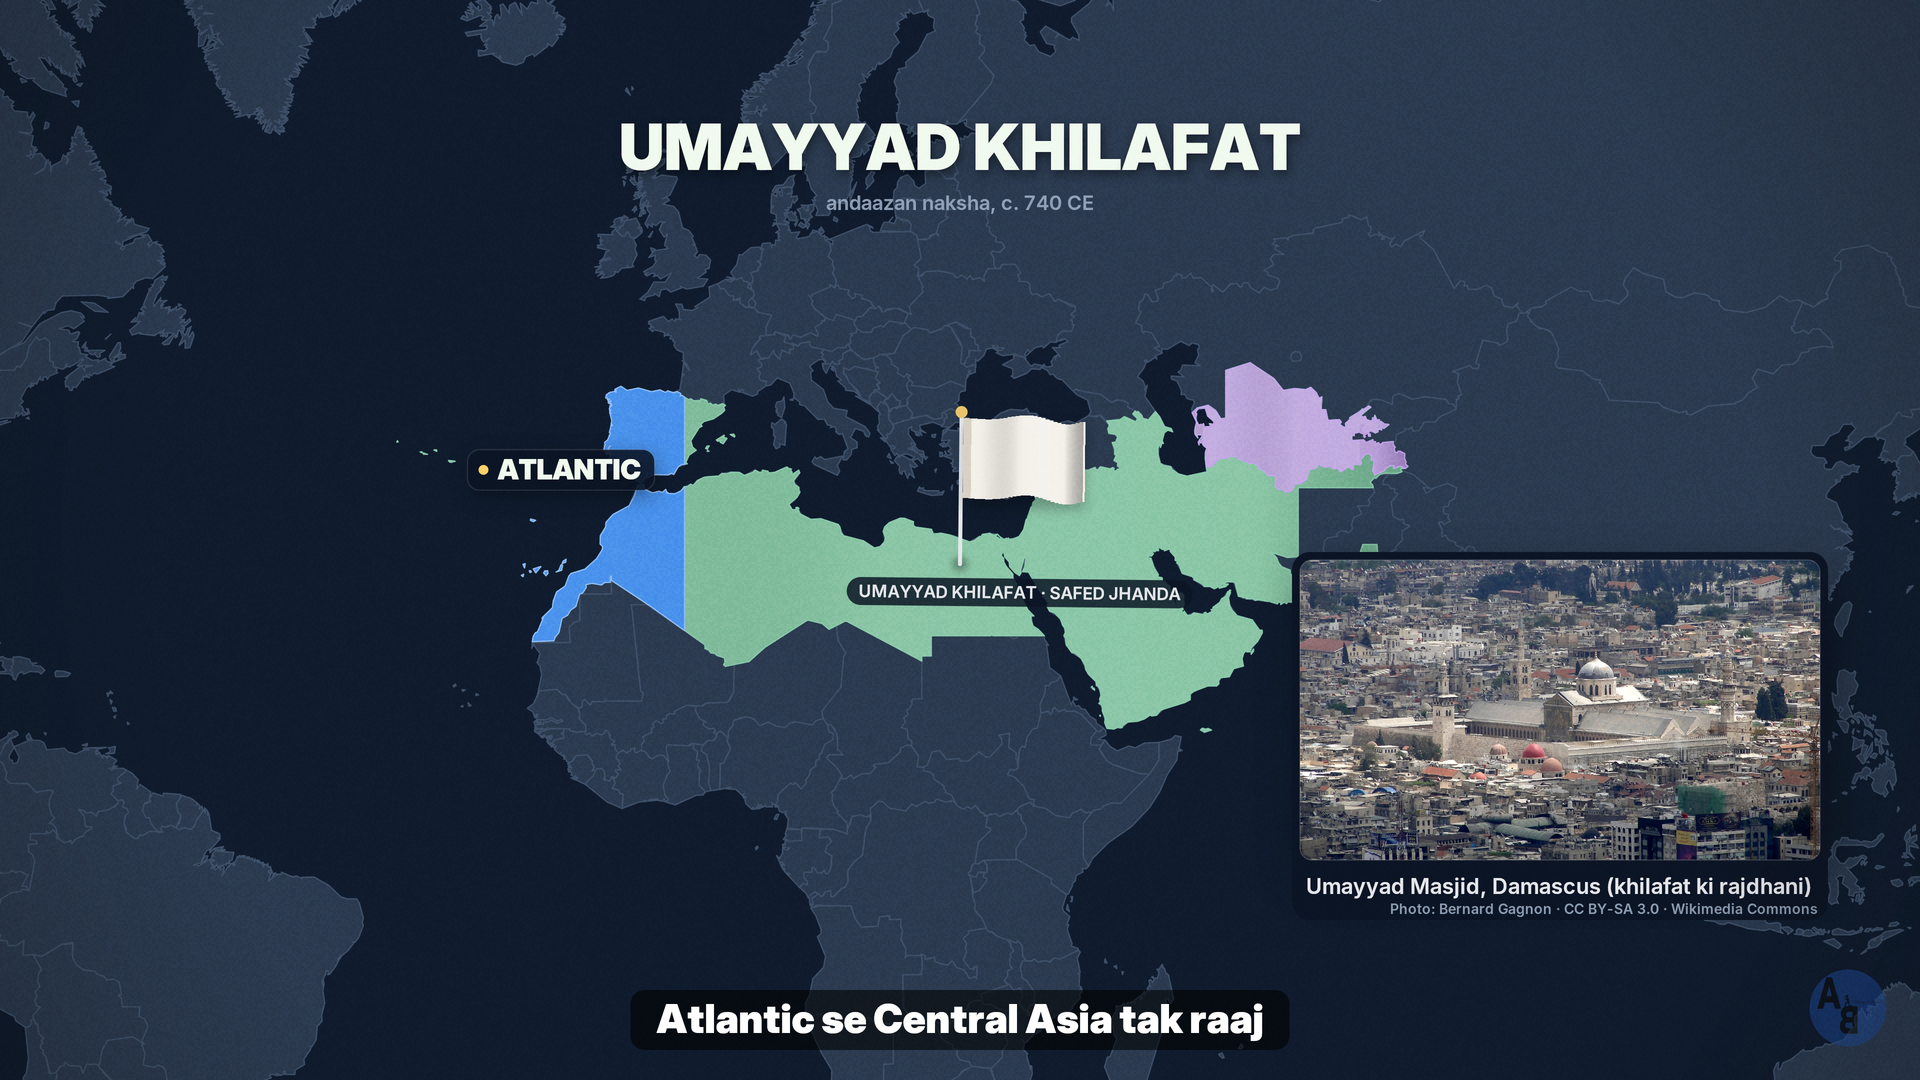 UMAYYAD KHILAFAT
andaazan naksha, c. 740 CE
ATLANTIC
UMAYYAD KHILAFAT · SAFED JHANDA
Umayyad Masjid, Damascus (khilafat ki rajdhani)
Photo: Bernard Gagnon · CC BY-SA 3.0 · Wikimedia Commons
Atlantic se Central Asia tak raaj
A
B